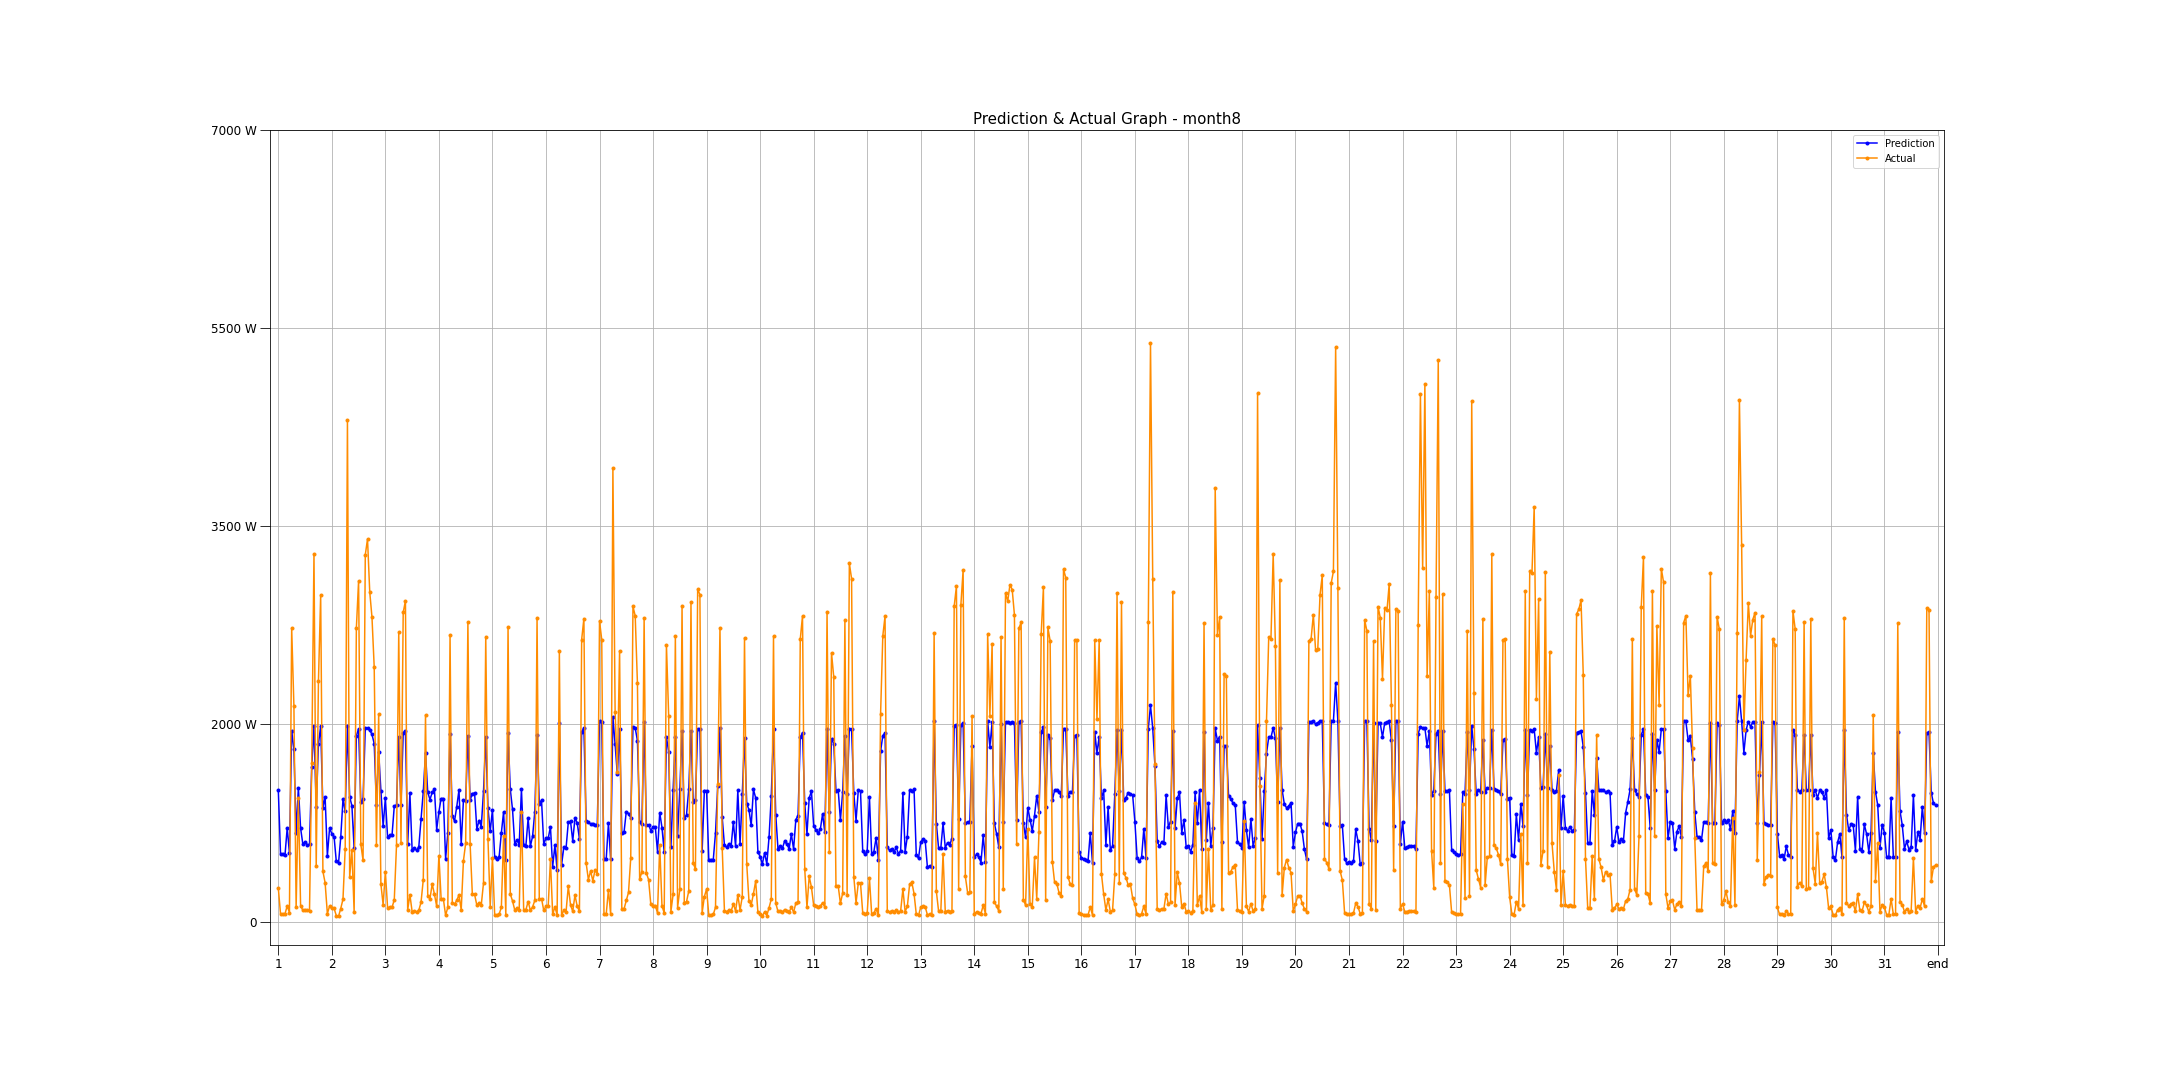 Prediction & Actual Graph - month8
7000 W
Prediction
Actual
5500 W
3500 W
2000 W
0
1 2 3 4 5 6 7 8 9 10 11 12 13 14 15 16 17 18 19 20 21 22 23 24 25 26 27 28 29 30 31 end